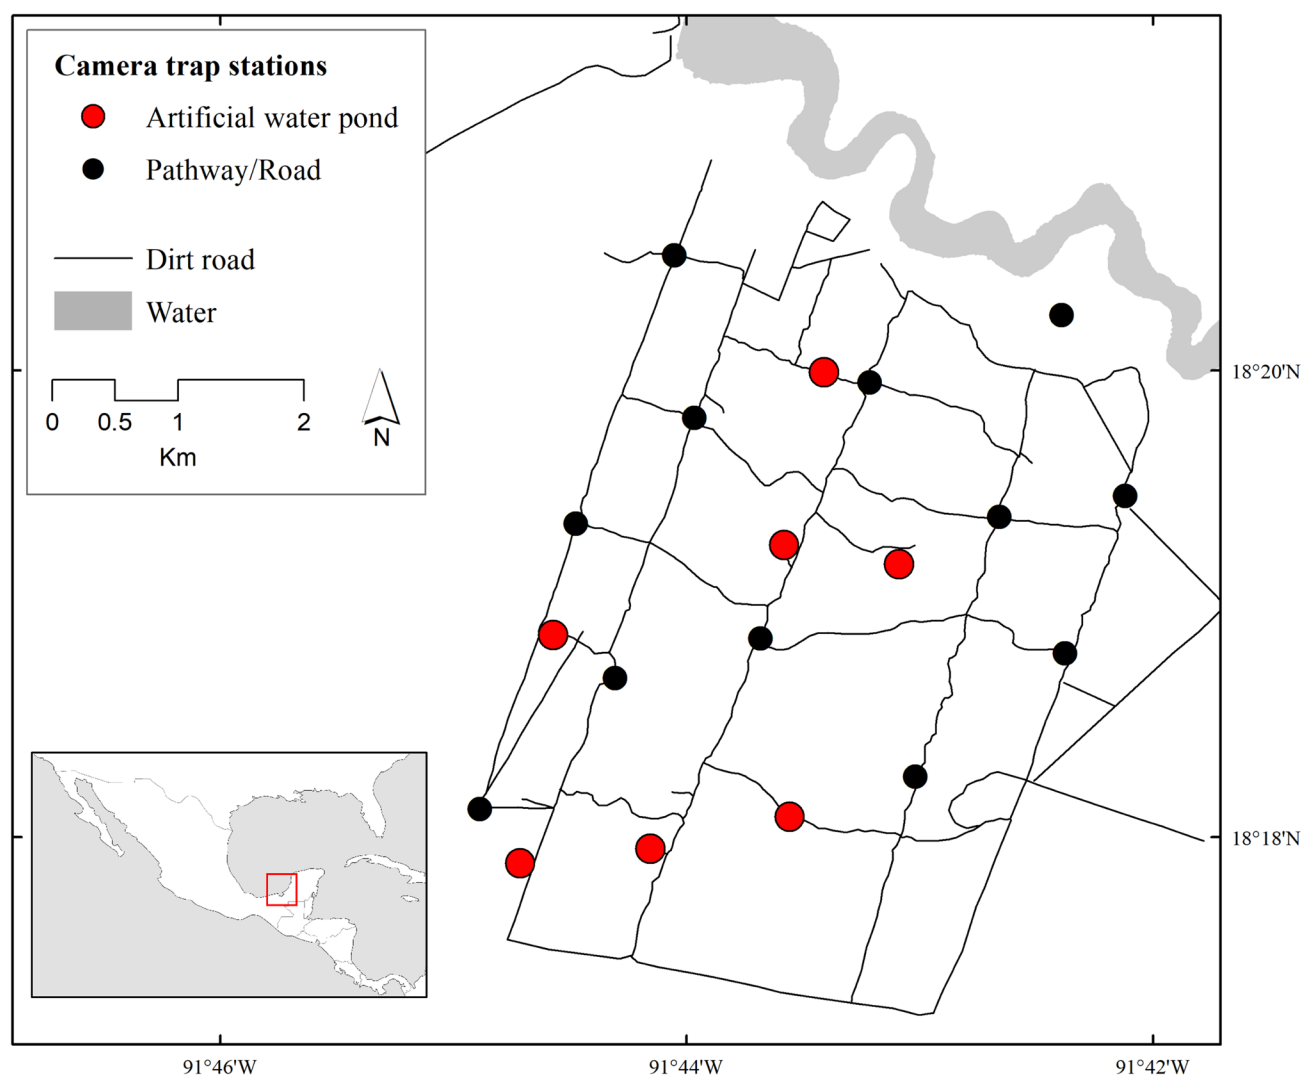 Camera trap stations
Artificial water pond
Pathway/Road
Dirt road
Water
0 0.5 1 2
Km
N
18°20'N
18°18'N
91°46'W 91°44'W 91°42'W